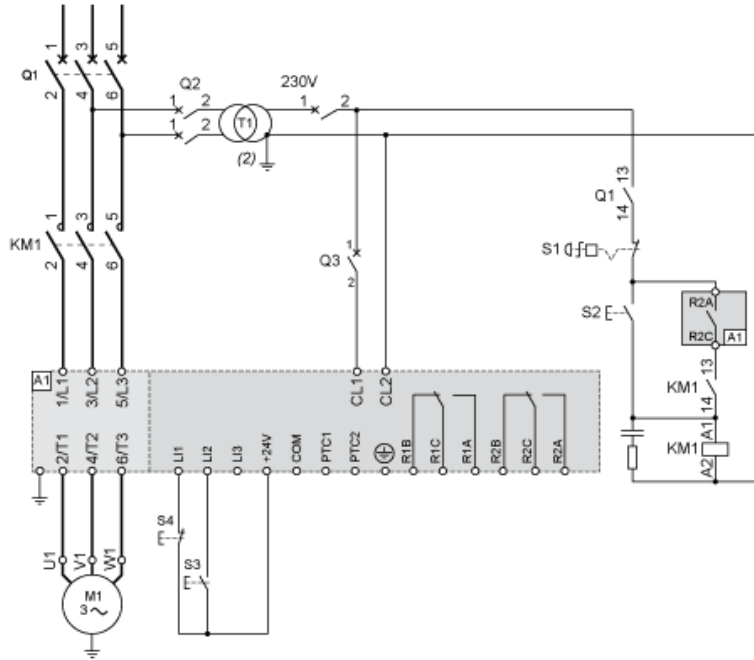 1 3 5
Q1
2 4 6
Q2
1 2
1 2
T1
(2)
230V
1 2
13
Q1
14
S1
S2
R2A
R2C A1
13
KM1
14
A1
KM1
A2
1 3 5
KM1
2 4 6
1
Q3
2
A1 1/L1 3/L2 5/L3 CL1 CL2
2/T1 4/T2 6/T3 LI1 LI2 LI3 +24V COM PTC1 PTC2 R1B R1C R1A R2B R2C R2A
S4
S3
U1 V1 W1
M1
3